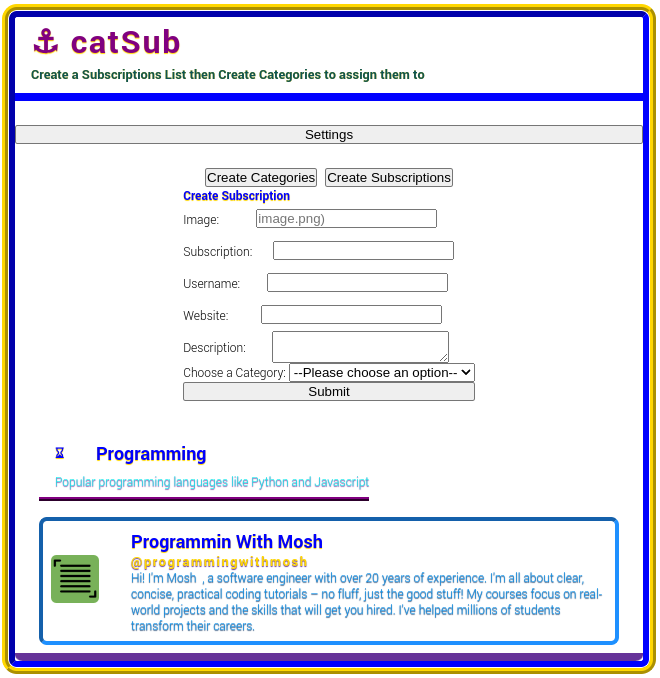 ⚓ catSub
Create a Subscriptions List then Create Categories to assign them to
Settings
Create Categories Create Subscriptions
Create Subscription
Image: image.png)
Subscription:
Username:
Website:
Description:
Choose a Category: --Please choose an option--
Submit
⌛ Programming
Popular programming languages like Python and Javascript
Programmin With Mosh
@programmingwithmosh
Hi! I'm Mosh , a software engineer with over 20 years of experience. I'm all about clear,
concise, practical coding tutorials – no fluff, just the good stuff! My courses focus on real-
world projects and the skills that will get you hired. I've helped millions of students
transform their careers.